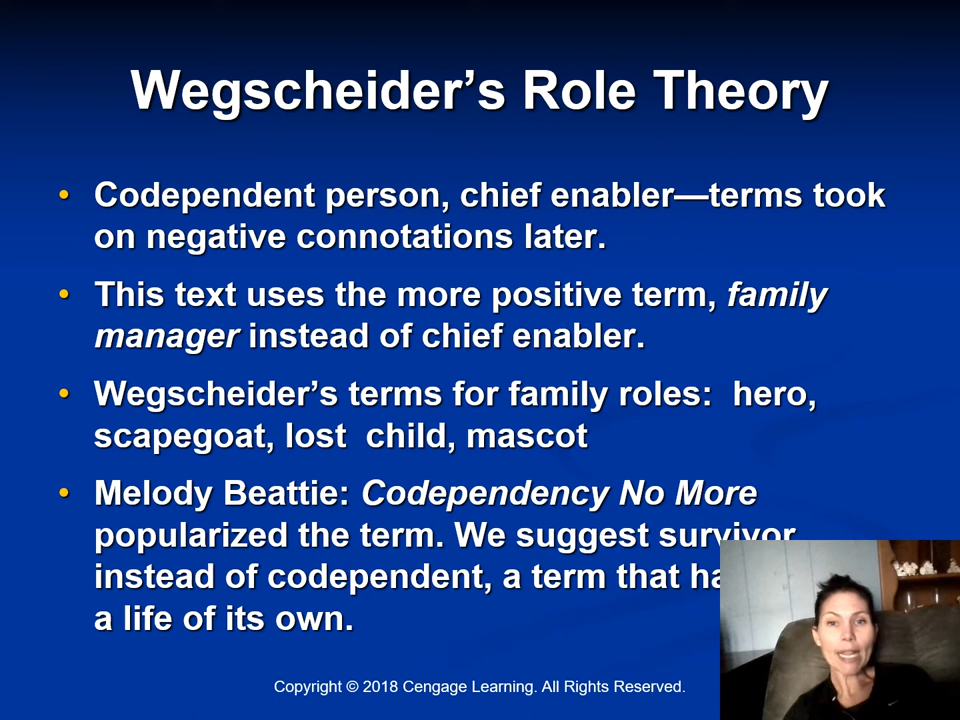 Wegscheider’s Role Theory
• Codependent person, chief enabler—terms took
on negative connotations later.
• This text uses the more positive term, family
manager instead of chief enabler.
• Wegscheider’s terms for family roles:  hero,
scapegoat, lost  child, mascot
• Melody Beattie: Codependency No More
popularized the term. We suggest survivor
instead of codependent, a term that
a life of its own.
Copyright © 2018 Cengage Learning. All Rights Reserved.